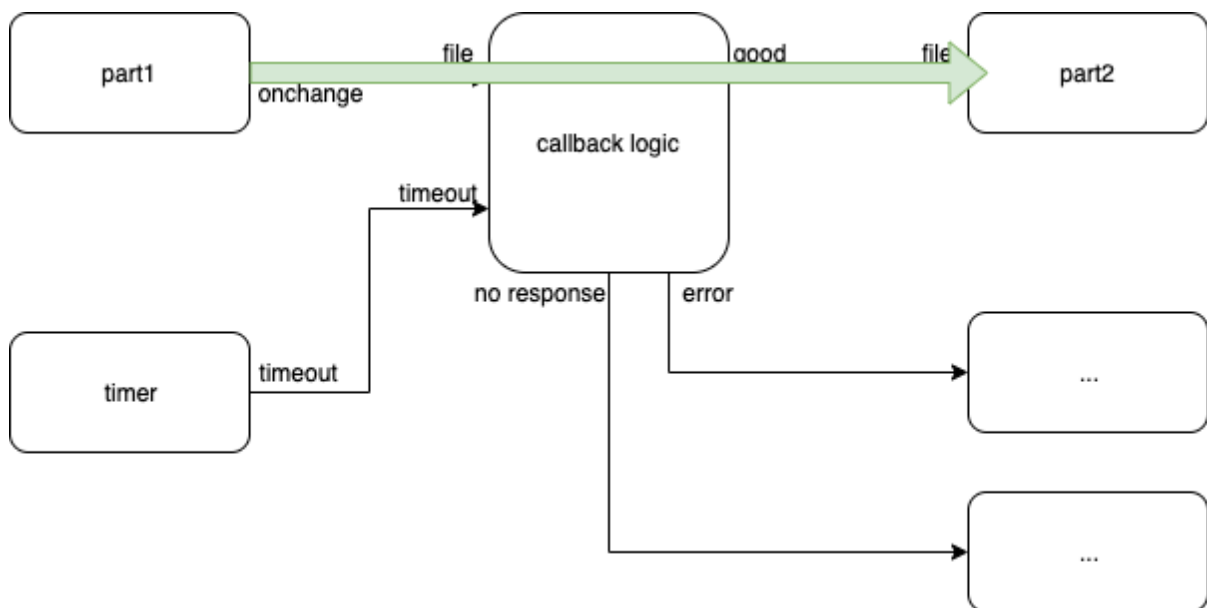 file
good
file
part1
part2
onchange
callback logic
timeout
no response
error
timeout
timer
...
...